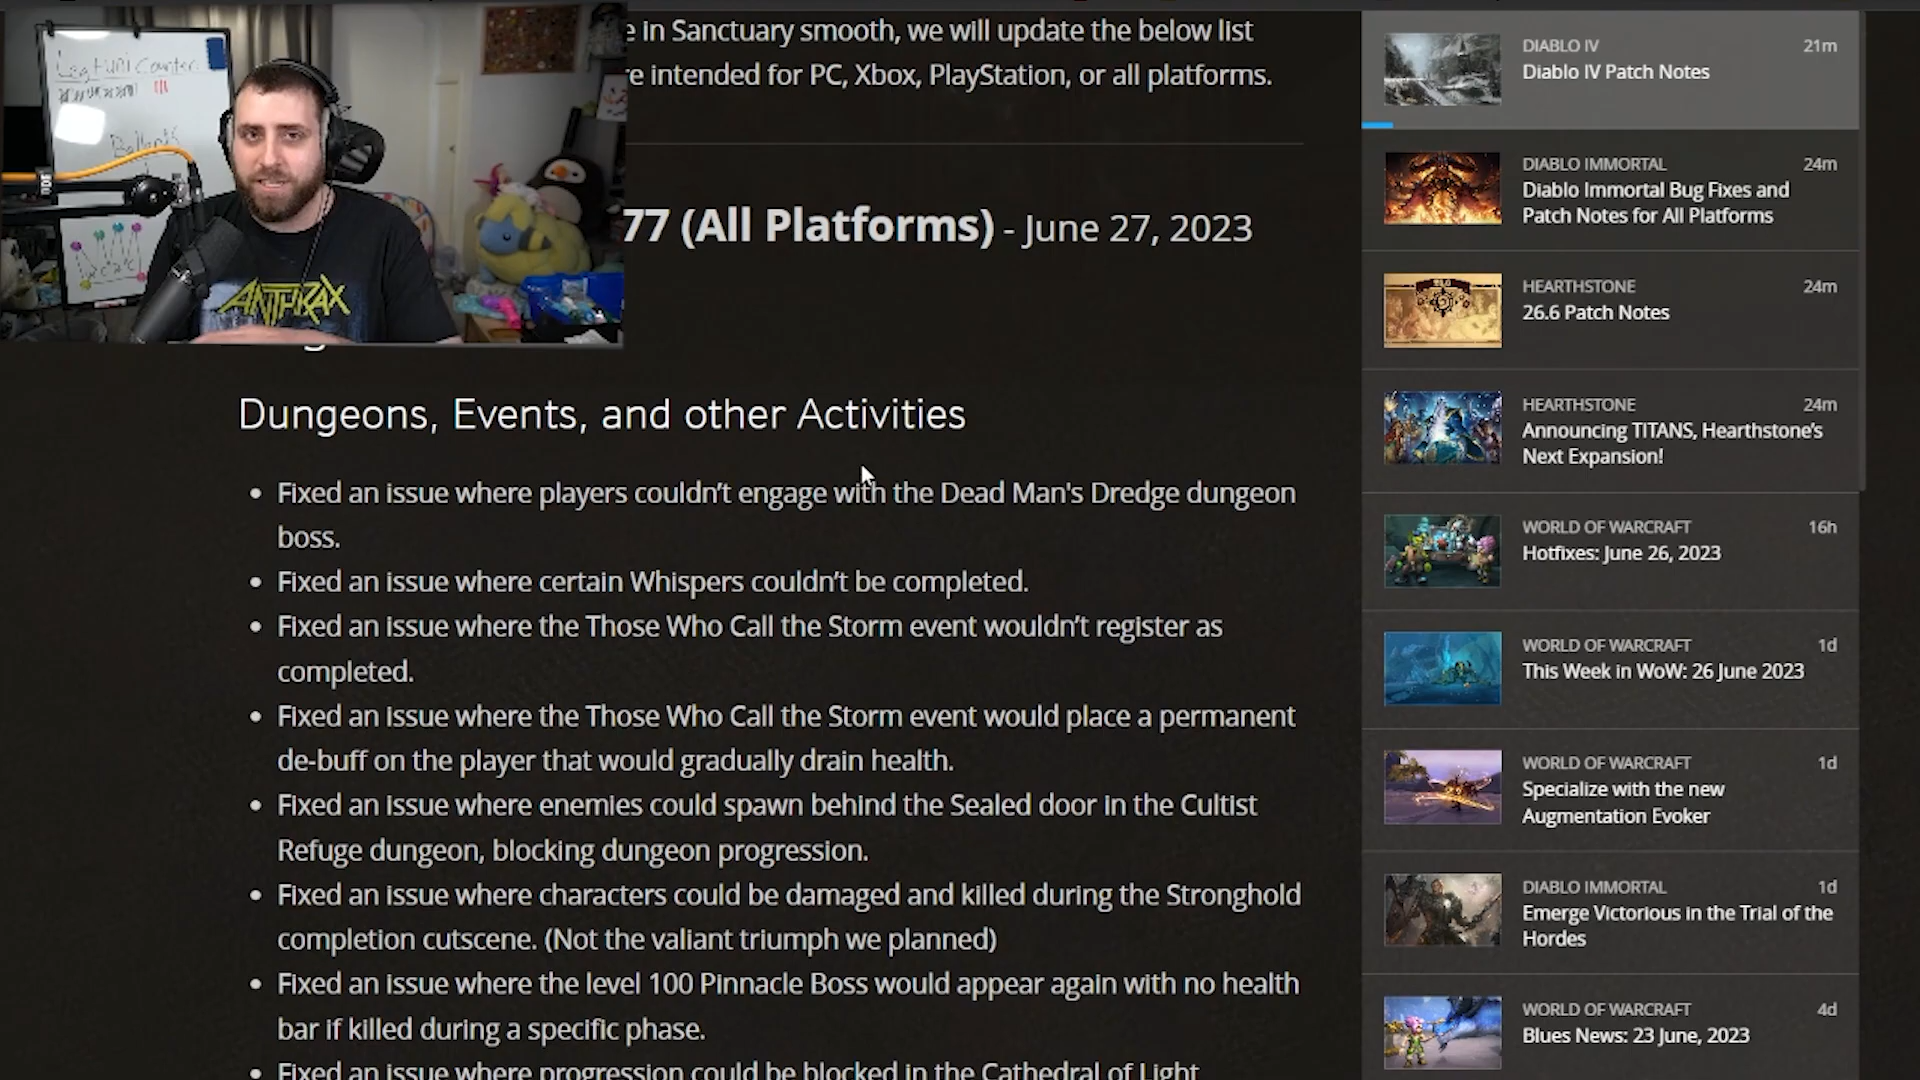 e in Sanctuary smooth, we will update the below list
re intended for PC, Xbox, PlayStation, or all platforms.
77 (All Platforms) - June 27, 2023
Dungeons, Events, and other Activities
• Fixed an issue where players couldn't engage with the Dead Man's Dredge dungeon
boss.
• Fixed an issue where certain Whispers couldn't be completed.
• Fixed an issue where the Those Who Call the Storm event wouldn't register as
completed.
• Fixed an issue where the Those Who Call the Storm event would place a permanent
de-buff on the player that would gradually drain health.
• Fixed an issue where enemies could spawn behind the Sealed door in the Cultist
Refuge dungeon, blocking dungeon progression.
• Fixed an issue where characters could be damaged and killed during the Stronghold
completion cutscene. (Not the valiant triumph we planned)
• Fixed an issue where the level 100 Pinnacle Boss would appear again with no health
bar if killed during a specific phase.
• Fixed an issue where progression could be blocked in the Cathedral of Light
DIABLO IV 21m
Diablo IV Patch Notes
DIABLO IMMORTAL 24m
Diablo Immortal Bug Fixes and
Patch Notes for All Platforms
HEARTHSTONE 24m
26.6 Patch Notes
HEARTHSTONE 24m
Announcing TITANS, Hearthstone's
Next Expansion!
WORLD OF WARCRAFT 16h
Hotfixes: June 26, 2023
WORLD OF WARCRAFT 1d
This Week in WoW: 26 June 2023
WORLD OF WARCRAFT 1d
Specialize with the new
Augmentation Evoker
DIABLO IMMORTAL 1d
Emerge Victorious in the Trial of the
Hordes
WORLD OF WARCRAFT 4d
Blues News: 23 June, 2023
ANTHRAX